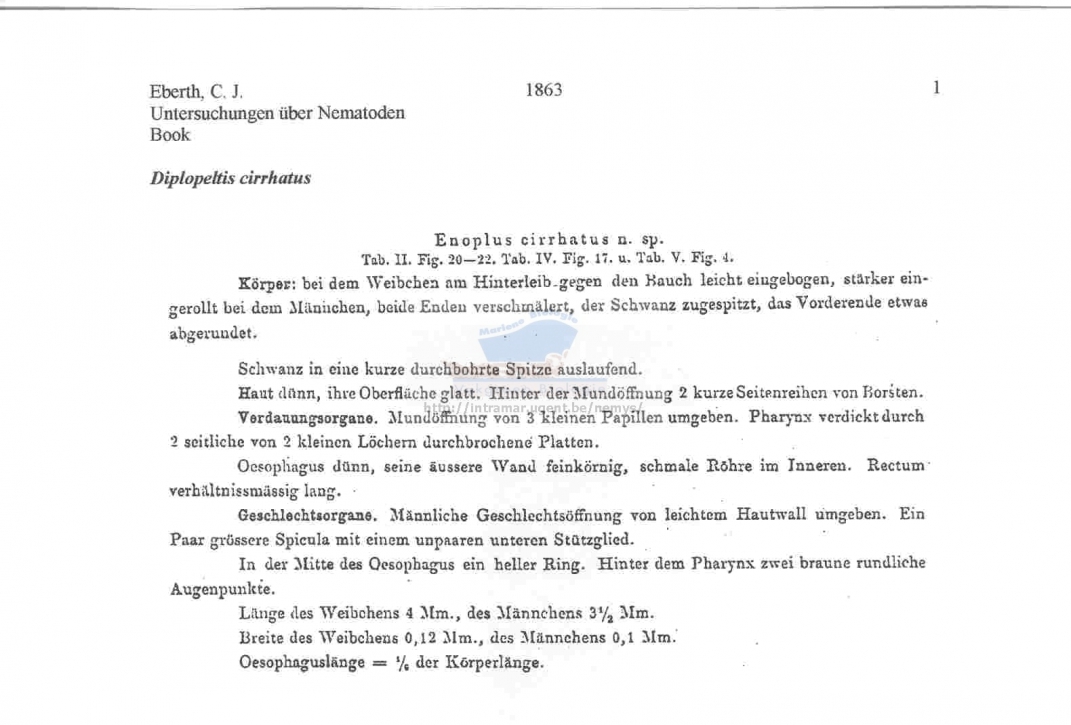 Eberth, C. J. 1863 1
Untersuchungen über Nematoden
Book
Diplopeltis cirrhatus
Enoplus cirrhatus n. sp.
Tab. II. Fig. 20—22. Tab. IV. Fig. 17. u. Tab. V. Fig. 4.
Körper: bei dem Weibchen am Hinterleib gegen den Bauch leicht eingebogen, stärker ein-
gerollt bei dem Männchen, beide Enden verschmälert, der Schwanz zugespitzt, das Vorderende etwas
abgerundet.
Marine Biologie
Schwanz in eine kurze durchbohrte Spitze auslaufend.
Haut dünn, ihre Oberfläche glatt. Hinter der Mundöffnung 2 kurze Seitenreihen von Borsten.
http://intramar.ugent.be/nemys/
Verdauungsorgane. Mundöffnung von 3 kleinen Papillen umgeben. Pharynx verdickt durch
2 seitliche von 2 kleinen Löchern durchbrochene Platten.
Oesophagus dünn, seine äussere Wand feinkörnig, schmale Röhre im Inneren. Rectum
verhältnissmässig lang.
Geschlechtsorgane. Männliche Geschlechtsöffnung von leichtem Hautwall umgeben. Ein
Paar grössere Spicula mit einem unpaaren unteren Stützglied.
In der Mitte des Oesophagus ein heller Ring. Hinter dem Pharynx zwei braune rundliche
Augenpunkte.
Länge des Weibchens 4 Mm., des Männchens 3½ Mm.
Breite des Weibchens 0,12 Mm., des Männchens 0,1 Mm.
Oesophaguslänge = ⅙ der Körperlänge.